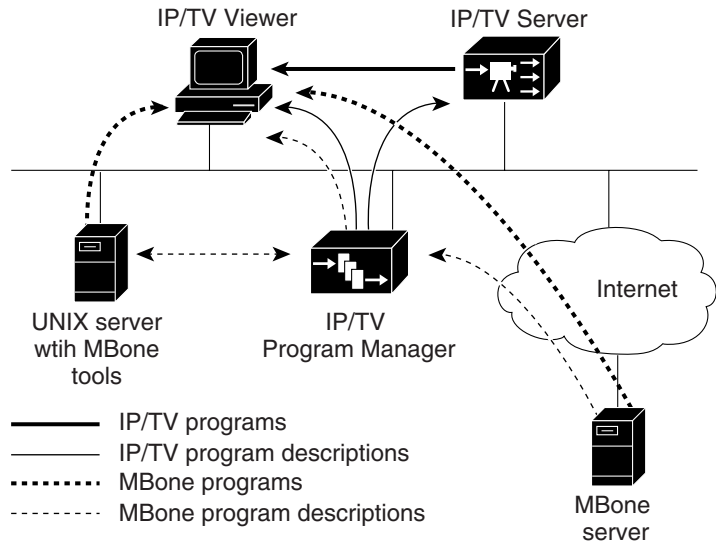 IP/TV Viewer
IP/TV Server
UNIX server
wtih MBone
tools
IP/TV
Program Manager
Internet
IP/TV programs
IP/TV program descriptions
MBone programs
MBone program descriptions
MBone
server